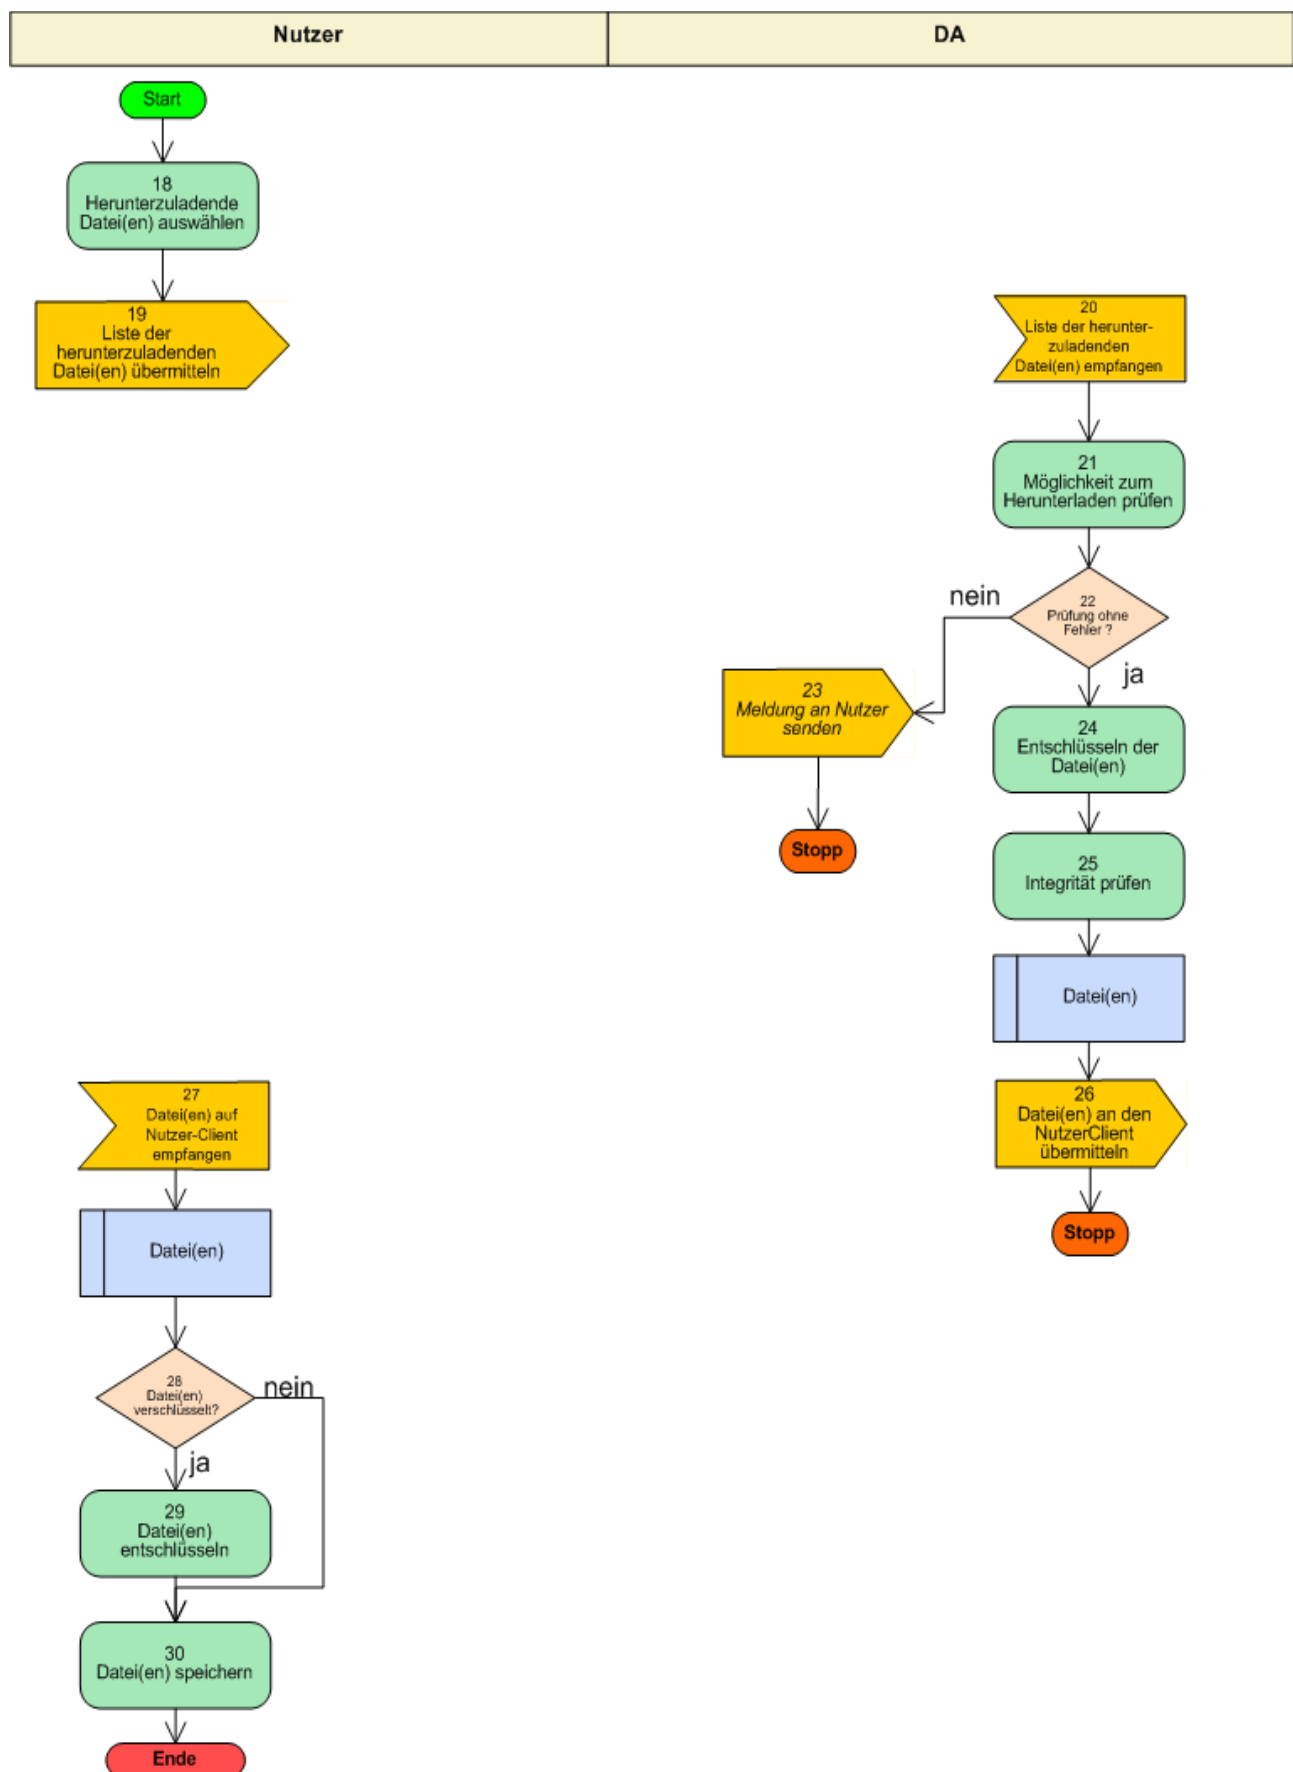 Nutzer
DA
Start
18
Herunterzuladende
Datei(en) auswählen
19
Liste der
herunterzuladenden
Datei(en) übermitteln
20
Liste der herunter-
zuladenden
Datei(en) empfangen
21
Möglichkeit zum
Herunterladen prüfen
22
Prüfung ohne
Fehler ?
nein
ja
23
Meldung an Nutzer
senden
Stopp
24
Entschlüsseln der
Datei(en)
25
Integrität prüfen
Datei(en)
26
Datei(en) an den
NutzerClient
übermitteln
Stopp
27
Datei(en) auf
Nutzer-Client
empfangen
Datei(en)
28
Datei(en)
verschlüsselt?
nein
ja
29
Datei(en)
entschlüsseln
30
Datei(en) speichern
Ende